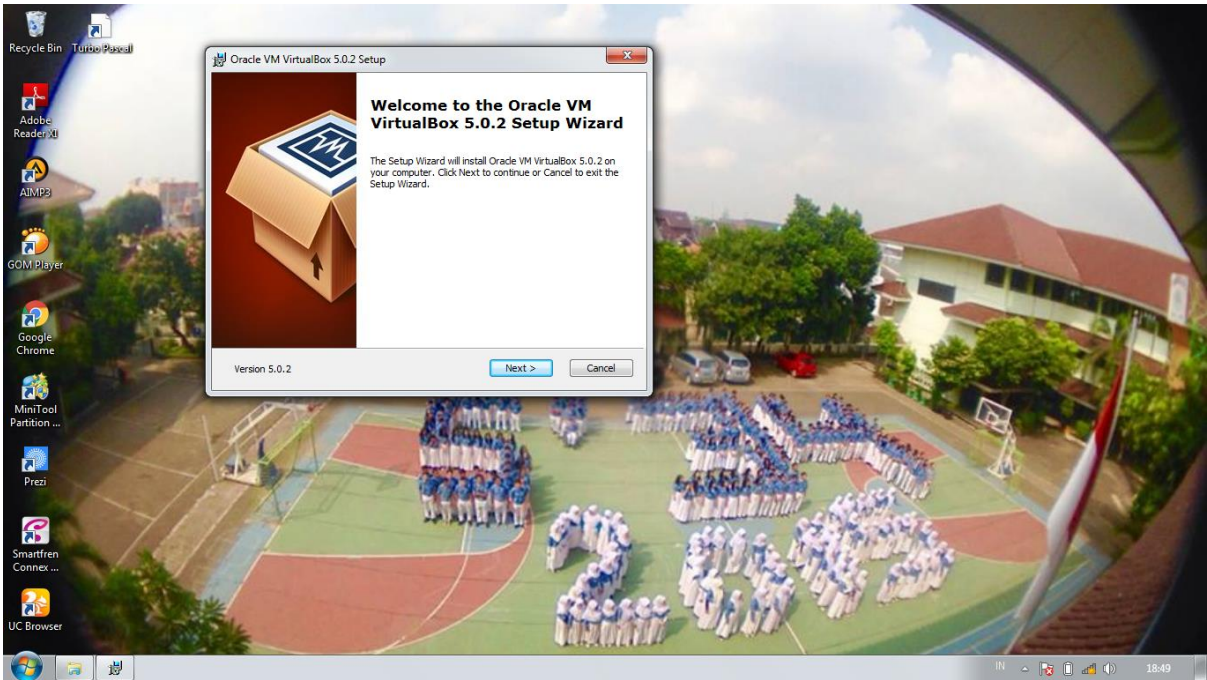 Recycle Bin
Turbo Pascal
Adobe
Reader XI
AIMP3
GOM Player
Google
Chrome
MiniTool
Partition ...
Prezi
Smartfren
Connex ...
UC Browser
Oracle VM VirtualBox 5.0.2 Setup
Welcome to the Oracle VM
VirtualBox 5.0.2 Setup Wizard
The Setup Wizard will install Oracle VM VirtualBox 5.0.2 on
your computer. Click Next to continue or Cancel to exit the
Setup Wizard.
Version 5.0.2
Next >
Cancel
IN
18:49